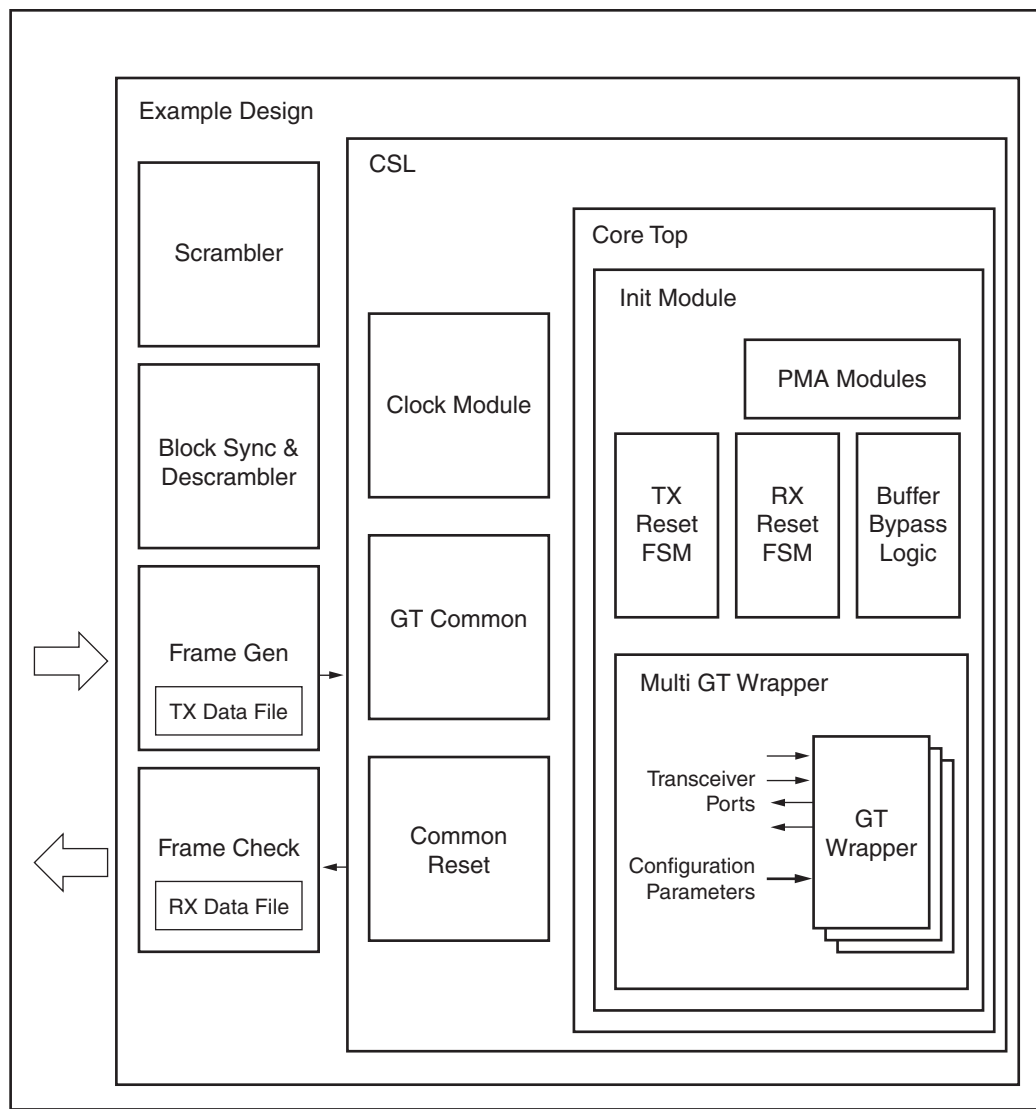 Example Design
Scrambler
Block Sync &
Descrambler
Frame Gen
TX Data File
Frame Check
RX Data File
CSL
Clock Module
GT Common
Common
Reset
Core Top
Init Module
PMA Modules
TX
Reset
FSM
RX
Reset
FSM
Buffer
Bypass
Logic
Multi GT Wrapper
Transceiver
Ports
Configuration
Parameters
GT
Wrapper